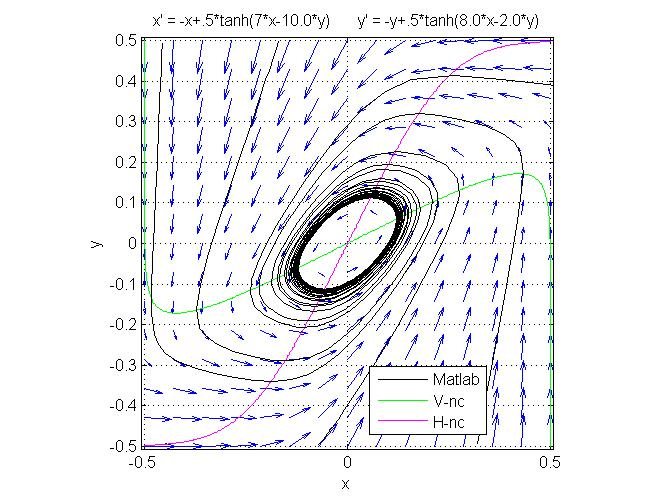 x' = -x+.5*tanh(7*x-10.0*y) y' = -y+.5*tanh(8.0*x-2.0*y)
0.5
0.4
0.3
0.2
0.1
0
-0.1
-0.2
-0.3
-0.4
-0.5
y
Matlab
V-nc
H-nc
-0.5 0 0.5
x